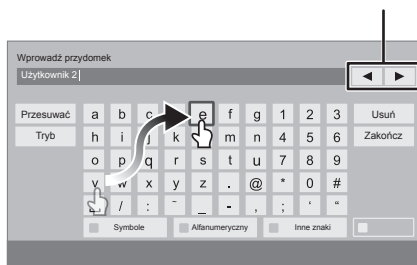 Wprowadź przydomek
Użytkownik 2
Przesuwać a b c e f g 1 2 3 Usuń
Tryb h i j k m n 4 5 6 Zakończ
o p q r s t u 7 8 9
v w x y z . @ * 0 #
/ : ~ _ - , ; ‘ “
Symbole Alfanumeryczny Inne znaki